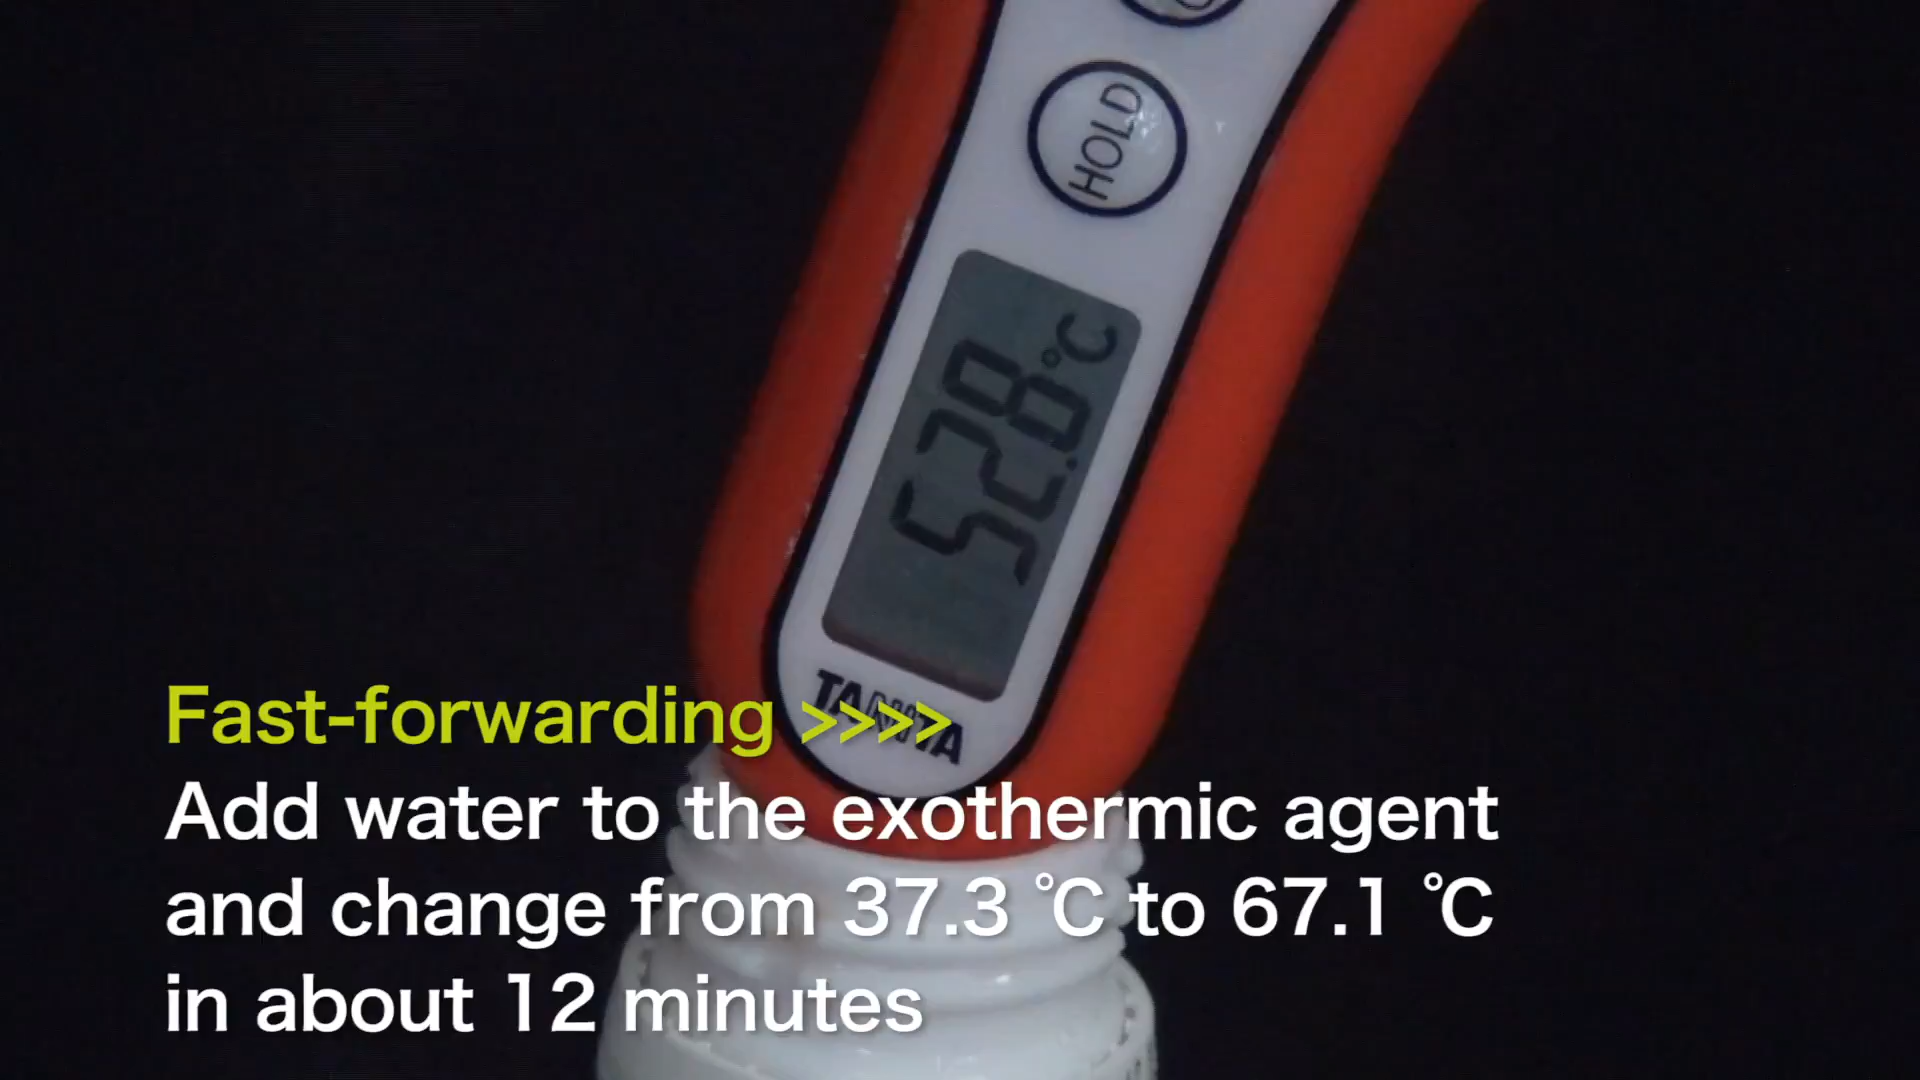 HOLD
52.8°C
TANITA
Fast-forwarding >>>>
Add water to the exothermic agent
and change from 37.3 ℃ to 67.1 ℃
in about 12 minutes